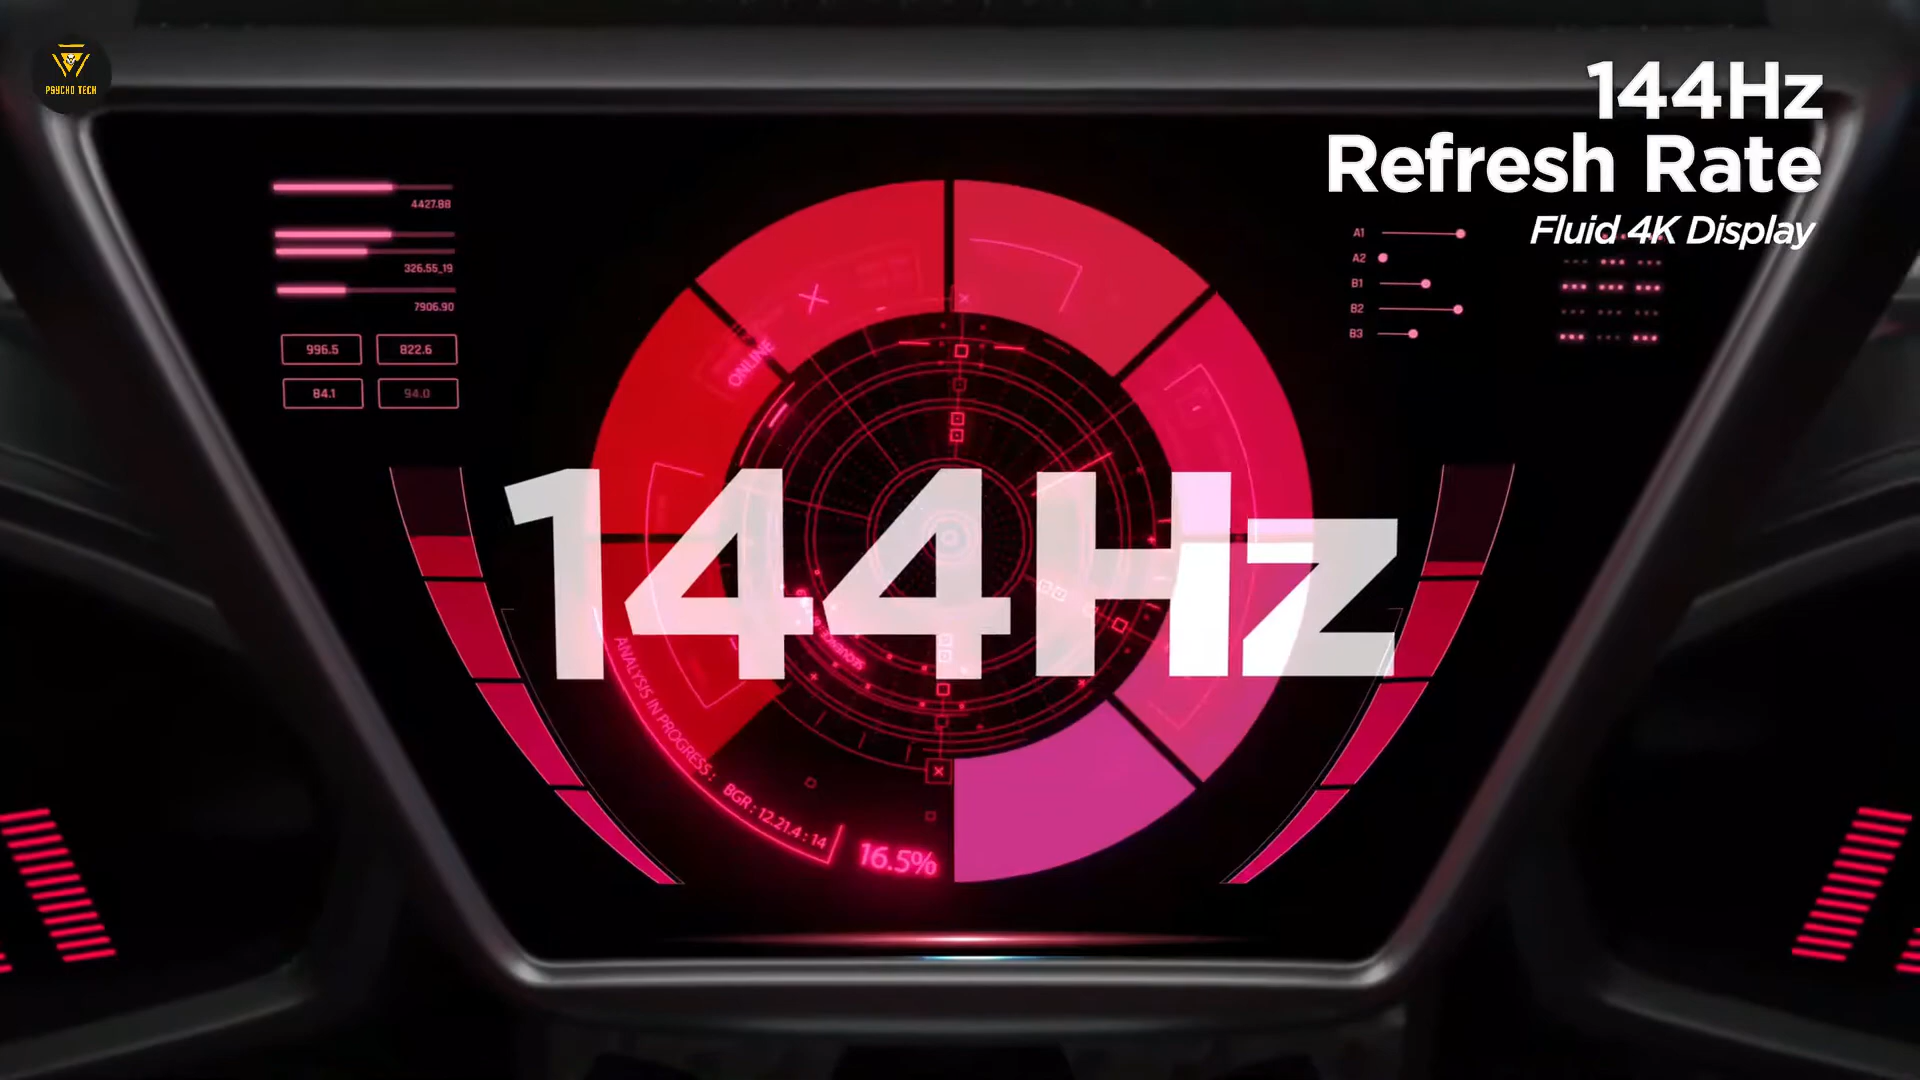 PSYCHO TECH
144Hz
Refresh Rate
Fluid 4K Display
4427.88
326.55_19
7906.90
996.5
822.6
84.1
94.0
A1
A2
B1
B2
B3
ONLINE
144Hz
ANALYSIS IN PROGRESS :
BGR : 12.21.4 : 14
16.5%